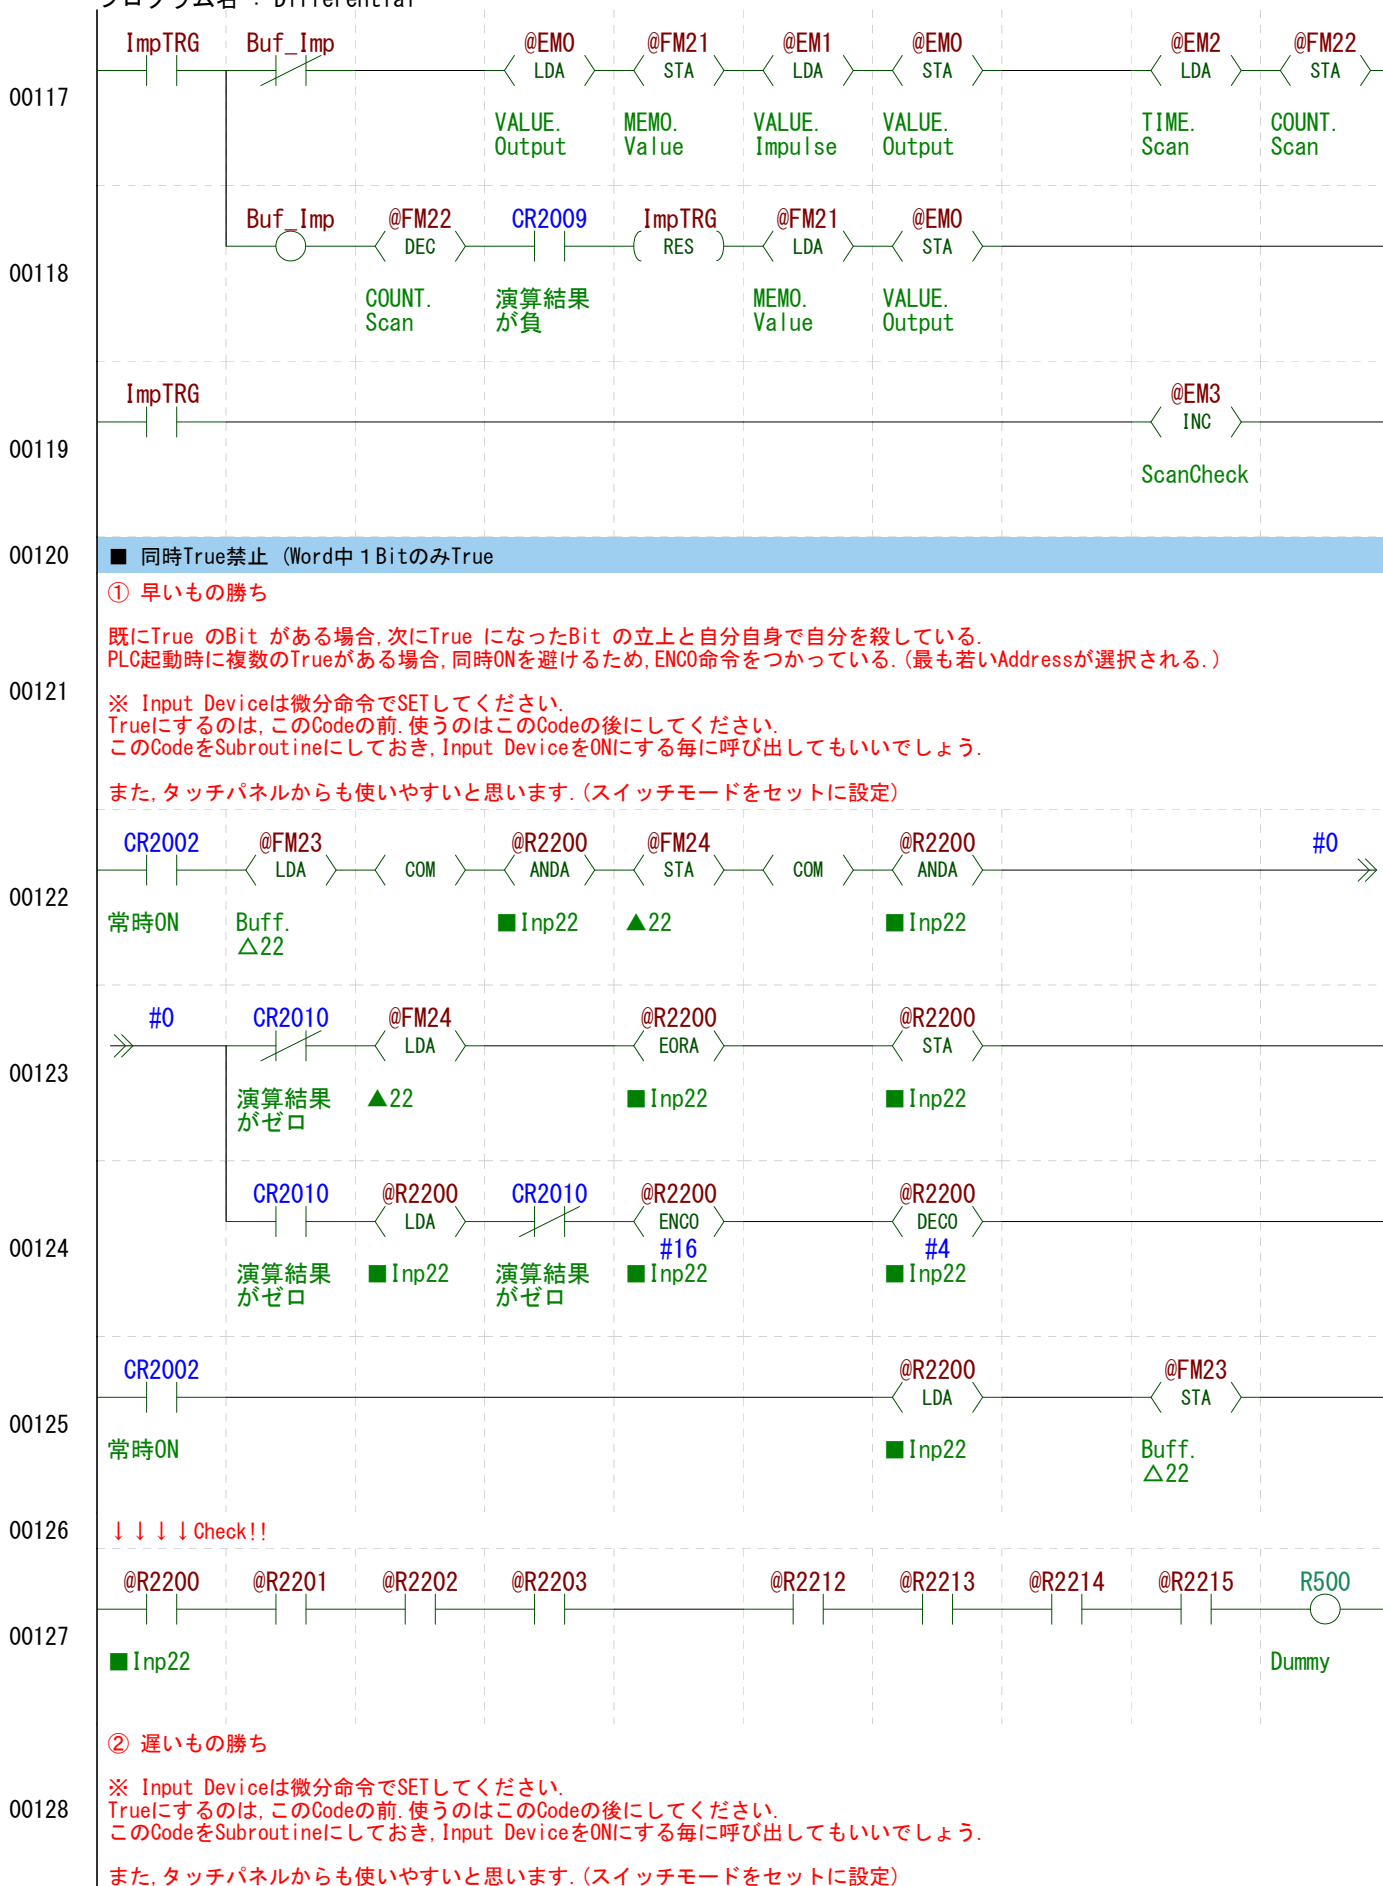 プログラム名 : Differential
ImpTRG Buf_Imp @EM0 @FM21 @EM1 @EM0 @EM2 @FM22
LDA STA LDA STA LDA STA
00117
VALUE. MEMO. VALUE. VALUE. TIME. COUNT.
Output Value Impulse Output Scan Scan
Buf_Imp @FM22 CR2009 ImpTRG @FM21 @EM0
DEC RES LDA STA
00118
COUNT. 演算結果 MEMO. VALUE.
Scan が負 Value Output
ImpTRG @EM3
INC
00119
ScanCheck
00120 ■ 同時True禁止 (Word中１BitのみTrue
① 早いもの勝ち
既にTrue のBit がある場合,次にTrue になったBit の立上と自分自身で自分を殺している.
PLC起動時に複数のTrueがある場合,同時ONを避けるため,ENCO命令をつかっている.(最も若いAddressが選択される.)
00121
※ Input Deviceは微分命令でSETしてください.
Trueにするのは,このCodeの前.使うのはこのCodeの後にしてください.
このCodeをSubroutineにしておき,Input DeviceをONにする毎に呼び出してもいいでしょう.
また,タッチパネルからも使いやすいと思います.(スイッチモードをセットに設定)
CR2002 @FM23 @R2200 @FM24 @R2200 #0
LDA COM ANDA STA COM ANDA
00122
常時ON Buff. ■Inp22 ▲22 ■Inp22
△22
#0 CR2010 @FM24 @R2200 @R2200
LDA EORA STA
00123
演算結果 ▲22 ■Inp22 ■Inp22
がゼロ
CR2010 @R2200 CR2010 @R2200 @R2200
LDA ENCO DECO
00124 #16 #4
演算結果 ■Inp22 演算結果 ■Inp22 ■Inp22
がゼロ がゼロ
CR2002 @R2200 @FM23
LDA STA
00125
常時ON ■Inp22 Buff.
△22
00126 ↓↓↓↓Check!!
@R2200 @R2201 @R2202 @R2203 @R2212 @R2213 @R2214 @R2215 R500
00127
■Inp22 Dummy
② 遅いもの勝ち
※ Input Deviceは微分命令でSETしてください.
00128 Trueにするのは,このCodeの前.使うのはこのCodeの後にしてください.
このCodeをSubroutineにしておき,Input DeviceをONにする毎に呼び出してもいいでしょう.
また,タッチパネルからも使いやすいと思います.(スイッチモードをセットに設定)